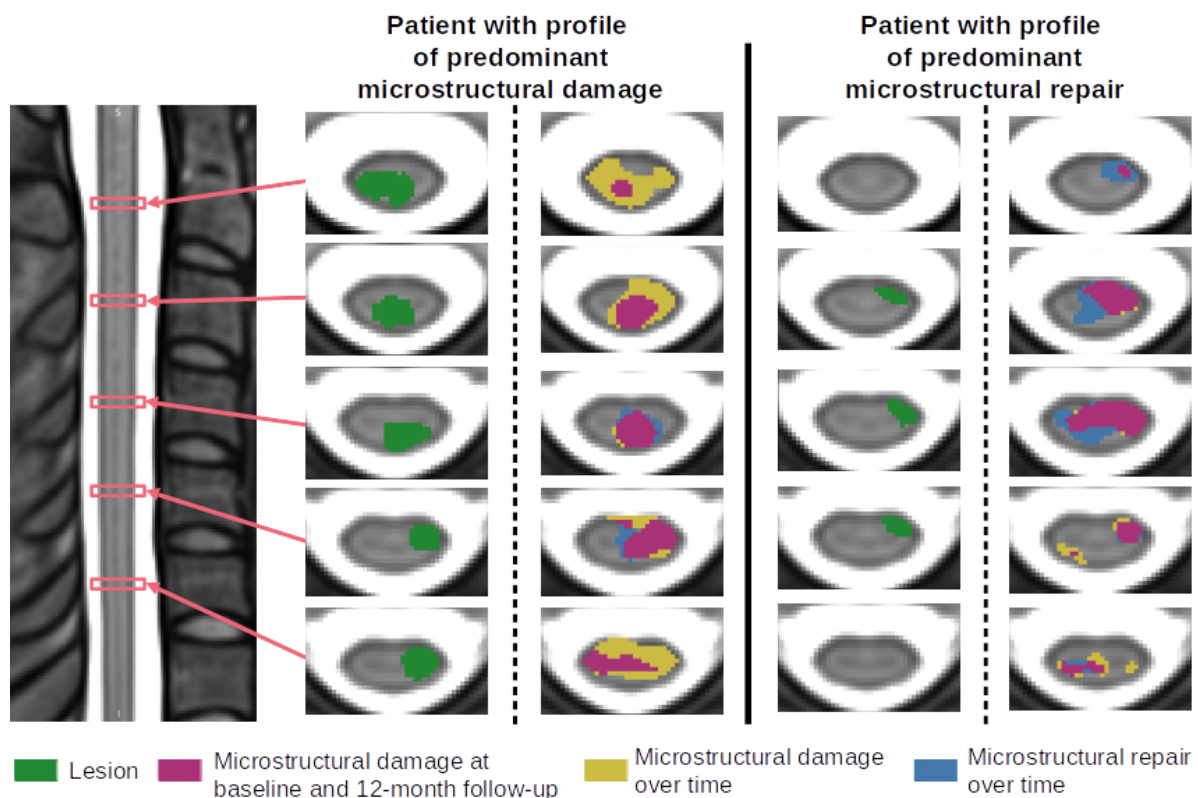 Patient with profile
of predominant
microstructural damage
Patient with profile
of predominant
microstructural repair
S
I
Lesion
Microstructural damage at
baseline and 12-month follow-up
Microstructural damage
over time
Microstructural repair
over time